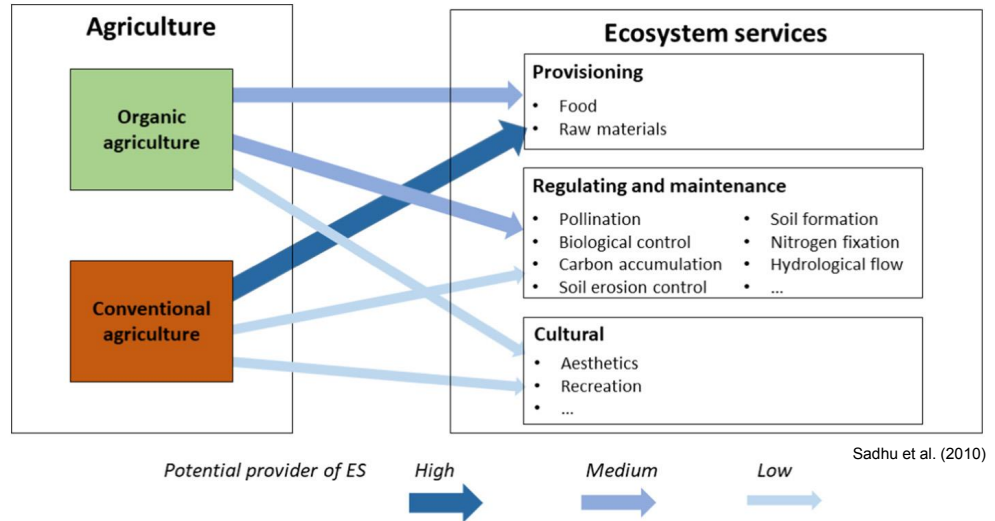 Agriculture
Organic
agriculture
Conventional
agriculture
Ecosystem services
Provisioning
• Food
• Raw materials
Regulating and maintenance
• Pollination
• Biological control
• Carbon accumulation
• Soil erosion control
• Soil formation
• Nitrogen fixation
• Hydrological flow
• ...
Cultural
• Aesthetics
• Recreation
• ...
Sadhu et al. (2010)
Potential provider of ES High Medium Low